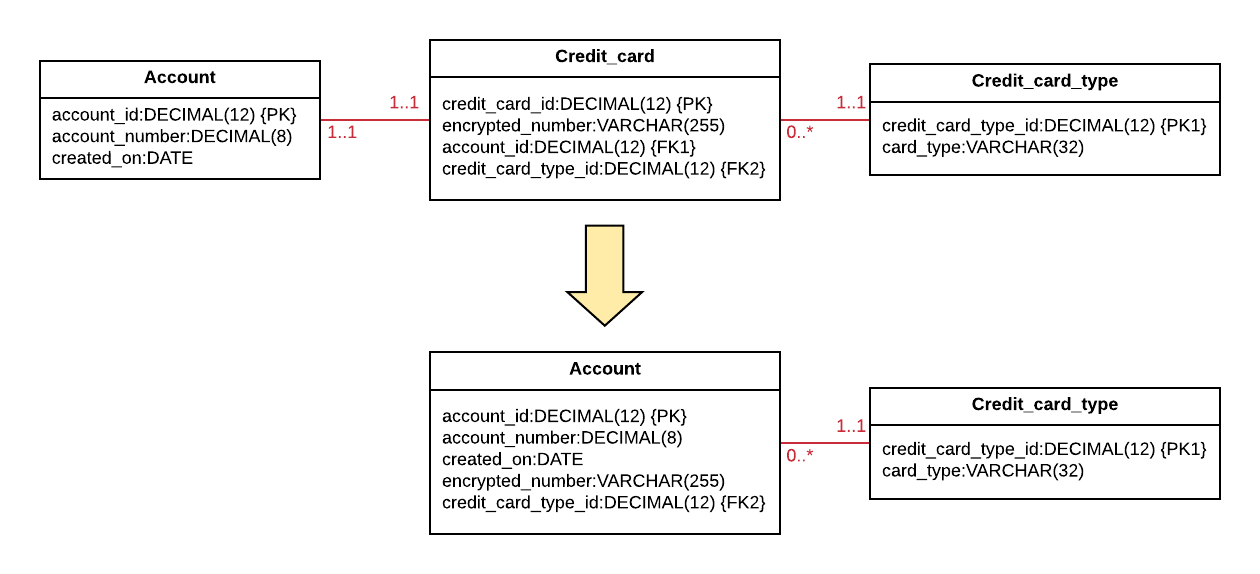 Account
account_id:DECIMAL(12) {PK}
account_number:DECIMAL(8)
created_on:DATE
1..1
1..1
Credit_card
credit_card_id:DECIMAL(12) {PK}
encrypted_number:VARCHAR(255)
account_id:DECIMAL(12) {FK1}
credit_card_type_id:DECIMAL(12) {FK2}
1..1
0..*
Credit_card_type
credit_card_type_id:DECIMAL(12) {PK1}
card_type:VARCHAR(32)
Account
account_id:DECIMAL(12) {PK}
account_number:DECIMAL(8)
created_on:DATE
encrypted_number:VARCHAR(255)
credit_card_type_id:DECIMAL(12) {FK2}
1..1
0..*
Credit_card_type
credit_card_type_id:DECIMAL(12) {PK1}
card_type:VARCHAR(32)